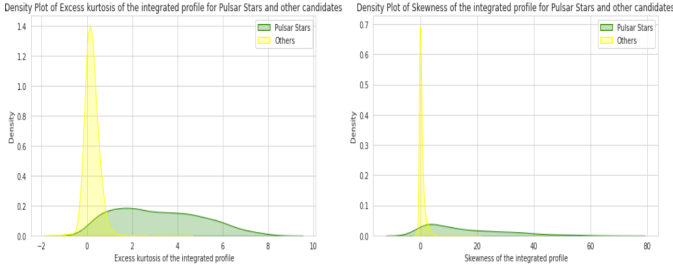 Density Plot of Excess kurtosis of the integrated profile for Pulsar Stars and other candidates
1.4
1.2
1.0
0.8
0.6
0.4
0.2
0.0
Density
−2
0
2
4
6
8
10
Excess kurtosis of the integrated profile
Pulsar Stars
Others
Density Plot of Skewness of the integrated profile for Pulsar Stars and other candidates
0.7
0.6
0.5
0.4
0.3
0.2
0.1
0.0
Density
0
20
40
60
80
Skewness of the integrated profile
Pulsar Stars
Others